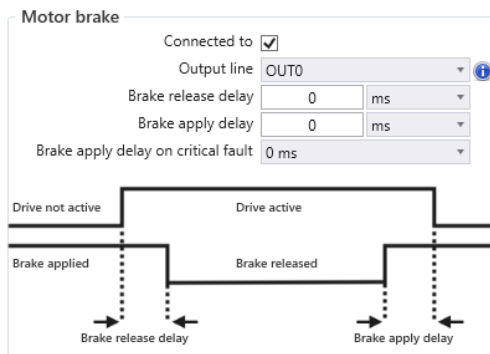 Motor brake
Connected to
Output line OUT0
Brake release delay 0 ms
Brake apply delay 0 ms
Brake apply delay on critical fault 0 ms
Drive not active Drive active
Brake applied Brake released
Brake release delay Brake apply delay